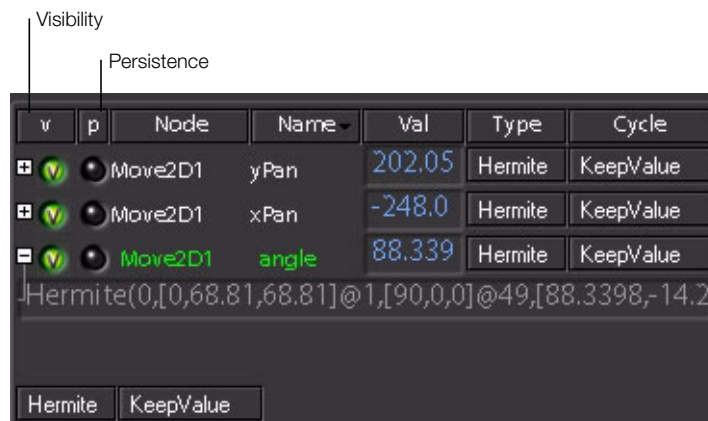 Visibility
Persistence
v p Node Name Val Type Cycle
V Move2D1 yPan 202.05 Hermite KeepValue
V Move2D1 xPan -248.0 Hermite KeepValue
V Move2D1 angle 88.339 Hermite KeepValue
Hermite(0,[0,68.81,68.81]@1,[90,0,0]@49,[88.3398,-14.2
Hermite KeepValue